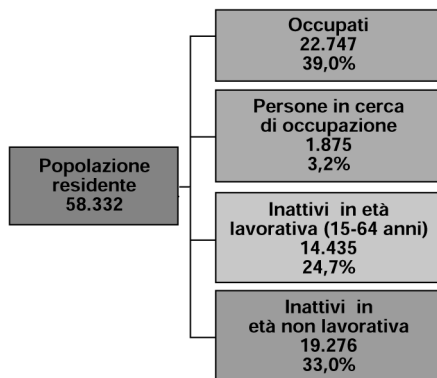 Popolazione
residente
58.332
Occupati
22.747
39,0%
Persone in cerca
di occupazione
1.875
3,2%
Inattivi in età
lavorativa (15-64 anni)
14.435
24,7%
Inattivi in
età non lavorativa
19.276
33,0%